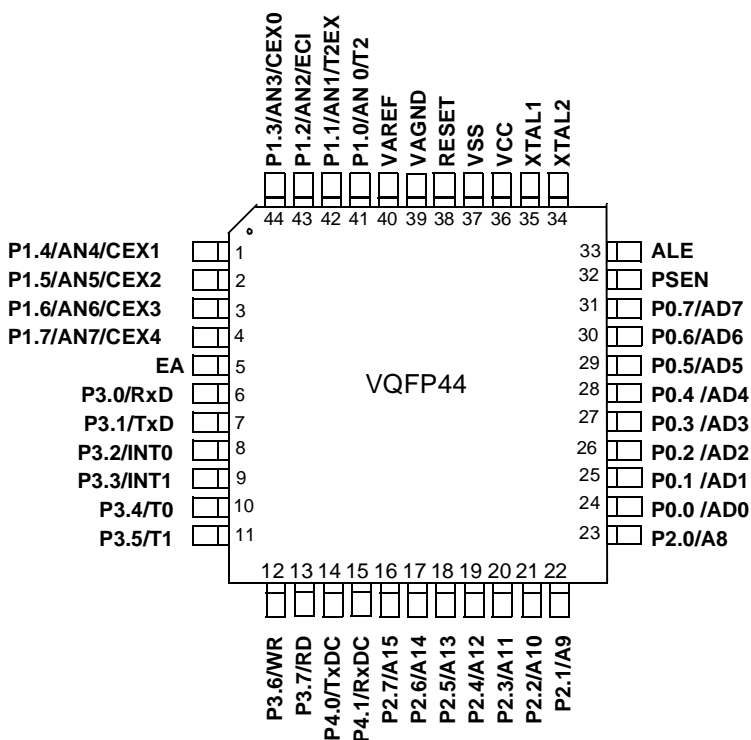 P1.3/AN3/CEX0
P1.2/AN2/ECI
P1.1/AN1/T2EX
P1.0/AN 0/T2
VAREF
VAGND
RESET
VSS
VCC
XTAL1
XTAL2
44 43 42 41 40 39 38 37 36 35 34
P1.4/AN4/CEX1 1
P1.5/AN5/CEX2 2
P1.6/AN6/CEX3 3
P1.7/AN7/CEX4 4
EA 5
P3.0/RxD 6
P3.1/TxD 7
P3.2/INT0 8
P3.3/INT1 9
P3.4/T0 10
P3.5/T1 11
VQFP44
33 ALE
32 PSEN
31 P0.7/AD7
30 P0.6/AD6
29 P0.5/AD5
28 P0.4 /AD4
27 P0.3 /AD3
26 P0.2 /AD2
25 P0.1 /AD1
24 P0.0 /AD0
23 P2.0/A8
12 13 14 15 16 17 18 19 20 21 22
P3.6/WR
P3.7/RD
P4.0/TxDC
P4.1/RxDC
P2.7/A15
P2.6/A14
P2.5/A13
P2.4/A12
P2.3/A11
P2.2/A10
P2.1/A9